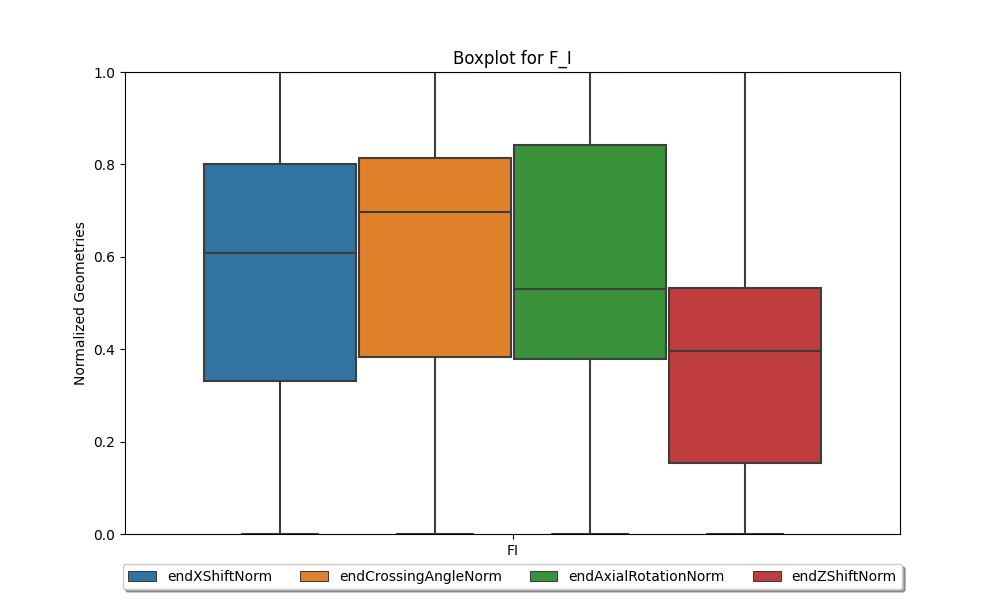 Boxplot for F_I
1.0
0.8
0.6
0.4
0.2
0.0
Normalized Geometries
FI
endXShiftNorm endCrossingAngleNorm endAxialRotationNorm endZShiftNorm